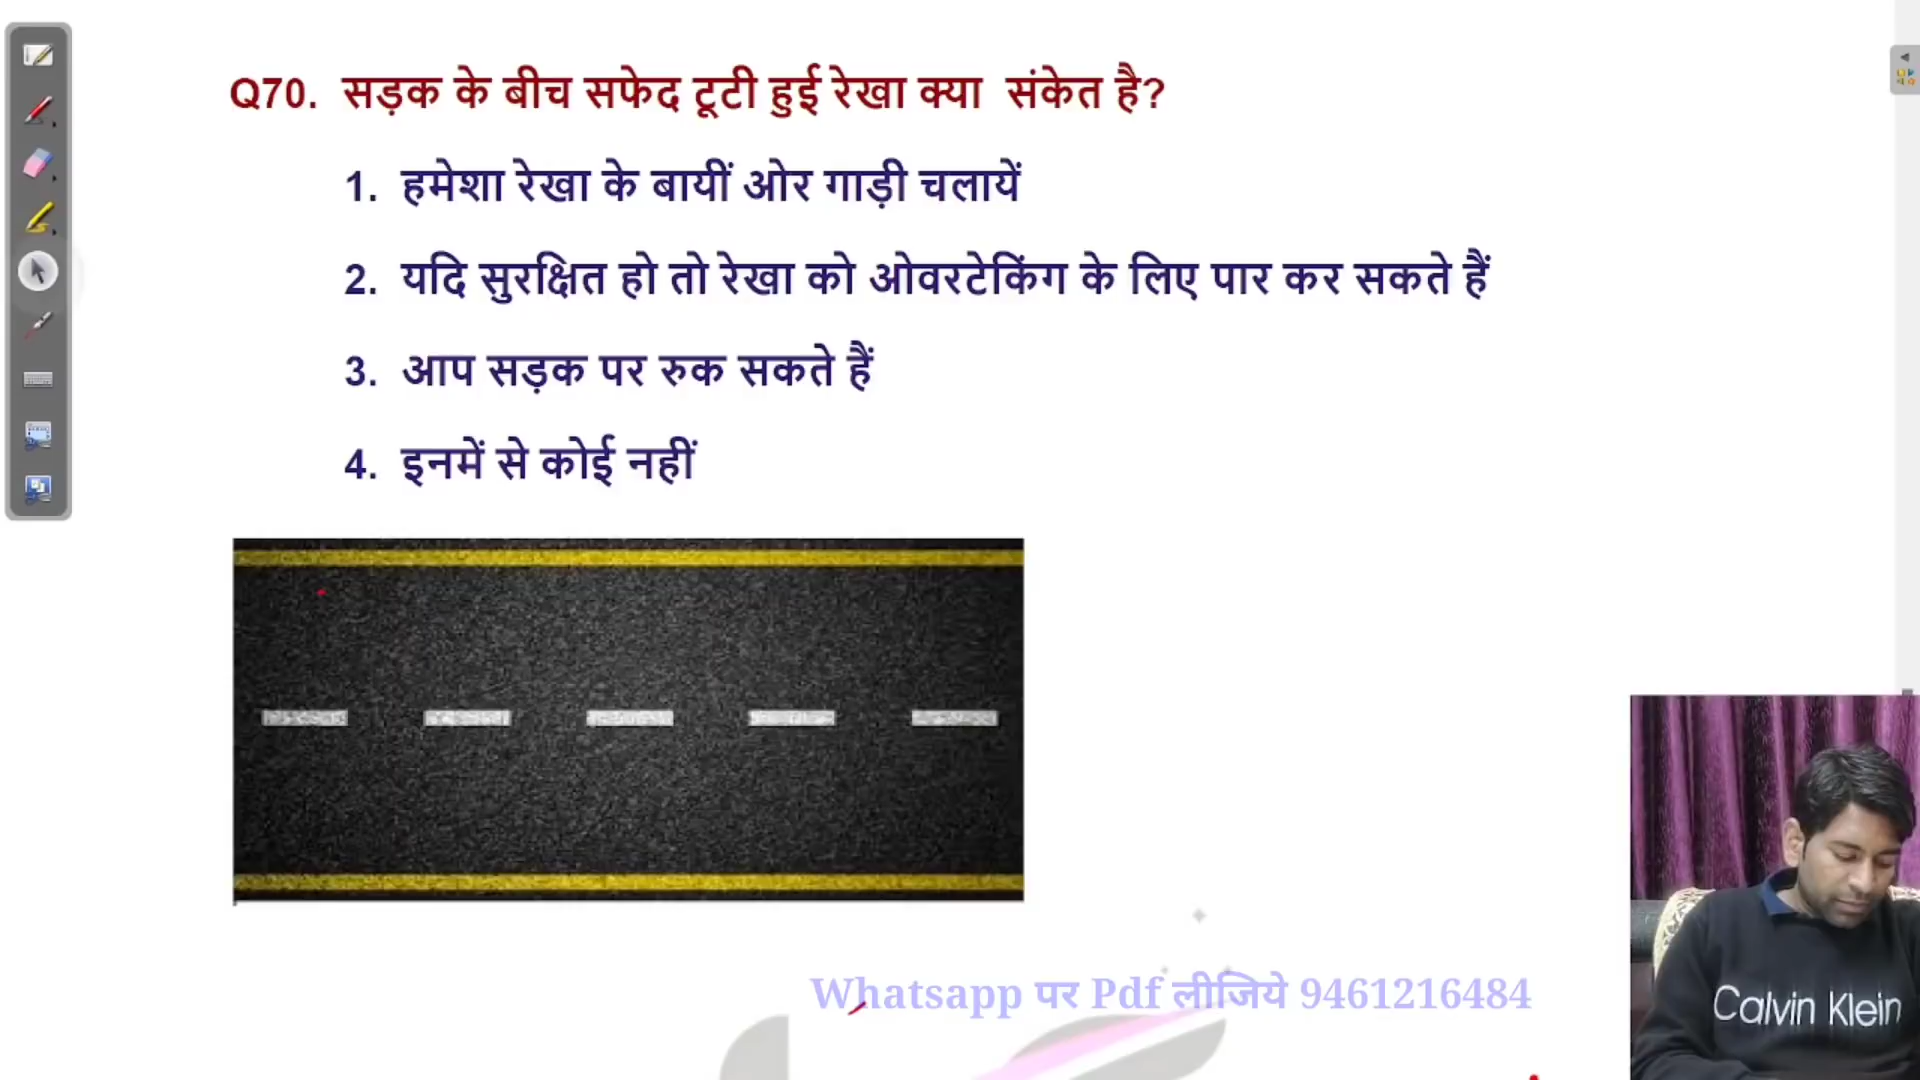 Q70. सड़क के बीच सफेद टूटी हुई रेखा क्या संकेत है?
1. हमेशा रेखा के बायीं ओर गाड़ी चलायें
2. यदि सुरक्षित हो तो रेखा को ओवरटेकिंग के लिए पार कर सकते हैं
3. आप सड़क पर रुक सकते हैं
4. इनमें से कोई नहीं
Whatsapp पर Pdf लीजिये 9461216484
Calvin Klein